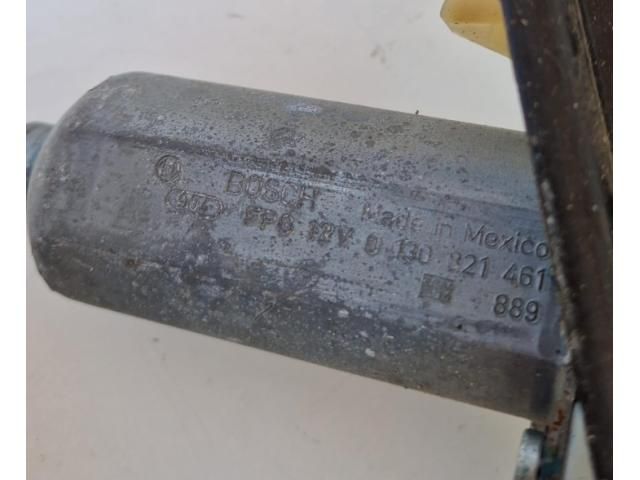 BOSCH Made in Mexico
FPG 12V 0 130 821 461
889